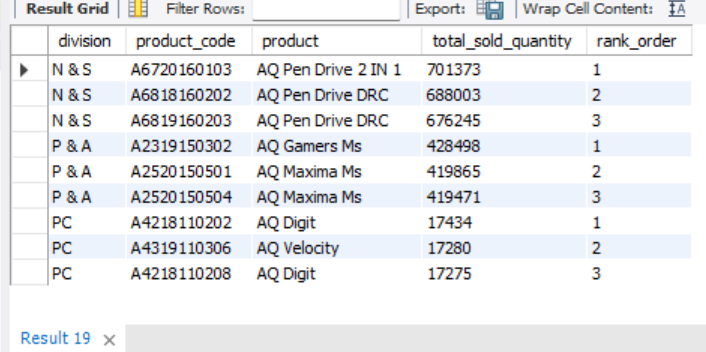 Result Grid Filter Rows: Export: Wrap Cell Content: IA
division product_code product total_sold_quantity rank_order
N & S A6720160103 AQ Pen Drive 2 IN 1 701373 1
N & S A6818160202 AQ Pen Drive DRC 688003 2
N & S A6819160203 AQ Pen Drive DRC 676245 3
P & A A2319150302 AQ Gamers Ms 428498 1
P & A A2520150501 AQ Maxima Ms 419865 2
P & A A2520150504 AQ Maxima Ms 419471 3
PC A4218110202 AQ Digit 17434 1
PC A4319110306 AQ Velocity 17280 2
PC A4218110208 AQ Digit 17275 3
Result 19